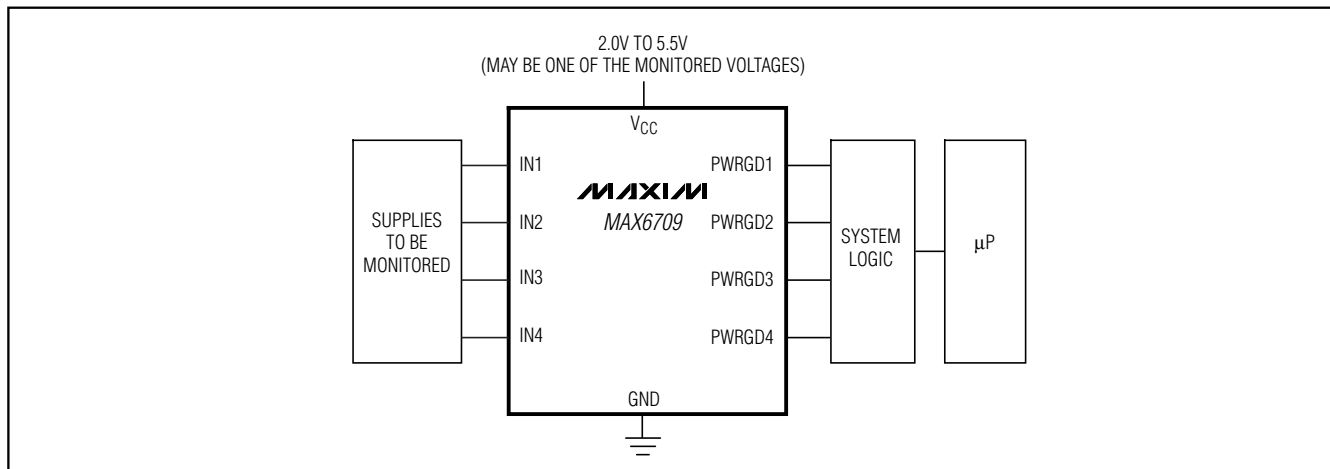 2.0V TO 5.5V
(MAY BE ONE OF THE MONITORED VOLTAGES)
VCC
SUPPLIES
TO BE
MONITORED
IN1
IN2
IN3
IN4
MAXIM
MAX6709
PWRGD1
PWRGD2
PWRGD3
PWRGD4
GND
SYSTEM
LOGIC
μP